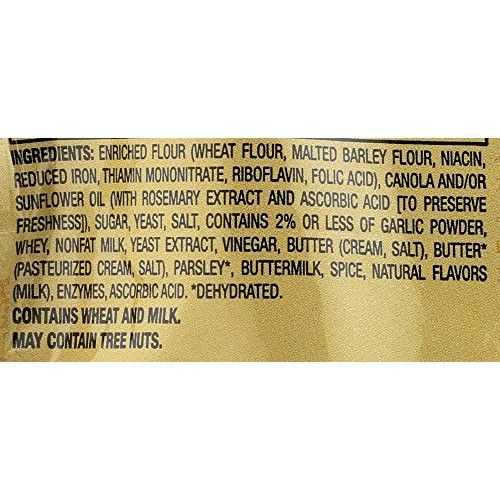 INGREDIENTS: ENRICHED FLOUR (WHEAT FLOUR, MALTED BARLEY FLOUR, NIACIN,
REDUCED IRON, THIAMIN MONONITRATE, RIBOFLAVIN, FOLIC ACID), CANOLA AND/OR
SUNFLOWER OIL (WITH ROSEMARY EXTRACT AND ASCORBIC ACID [TO PRESERVE
FRESHNESS]), SUGAR, YEAST, SALT, CONTAINS 2% OR LESS OF GARLIC POWDER,
WHEY, NONFAT MILK, YEAST EXTRACT, VINEGAR, BUTTER (CREAM, SALT), BUTTER*
(PASTEURIZED CREAM, SALT), PARSLEY*, BUTTERMILK, SPICE, NATURAL FLAVORS
(MILK), ENZYMES, ASCORBIC ACID. *DEHYDRATED.
CONTAINS WHEAT AND MILK.
MAY CONTAIN TREE NUTS.